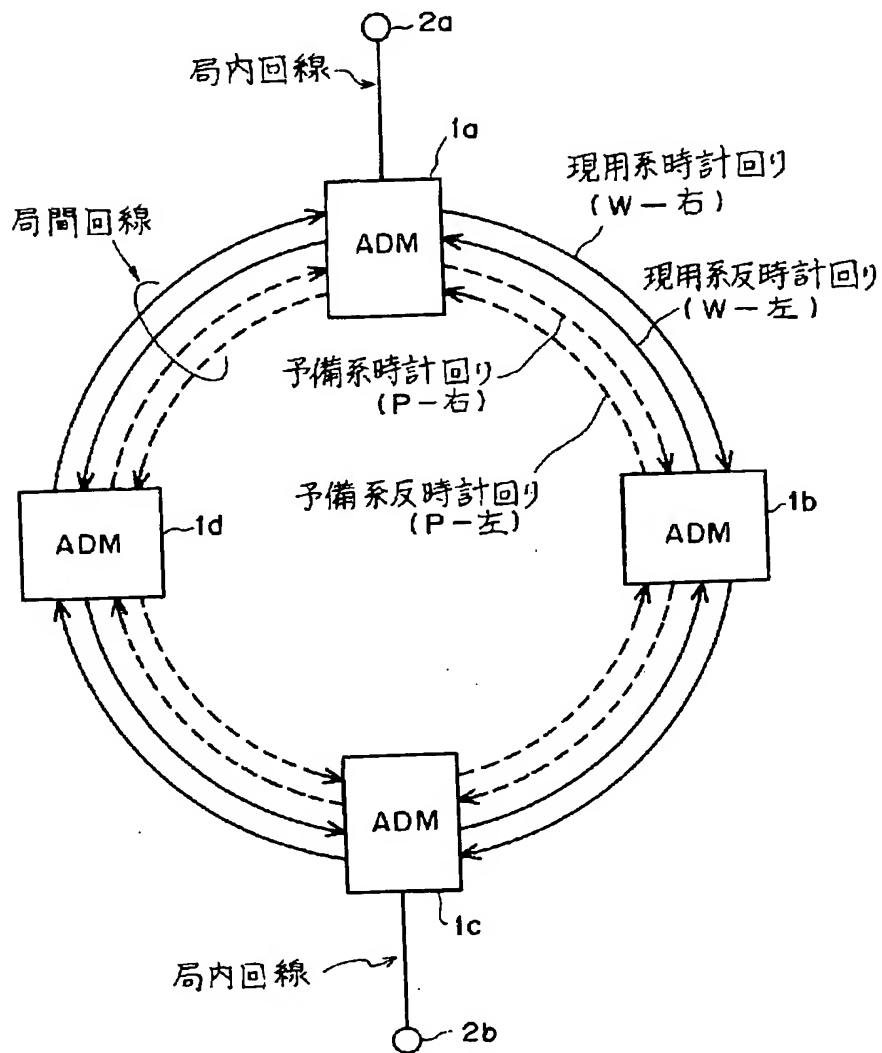 2a
局内回線
1a
現用系時計回り
(W-右)
局間回線
ADM
現用系反時計回り
(W-左)
予備系時計回り
(P-右)
予備系反時計回り
(P-左)
1d
1b
ADM
ADM
ADM
1c
局内回線
2b